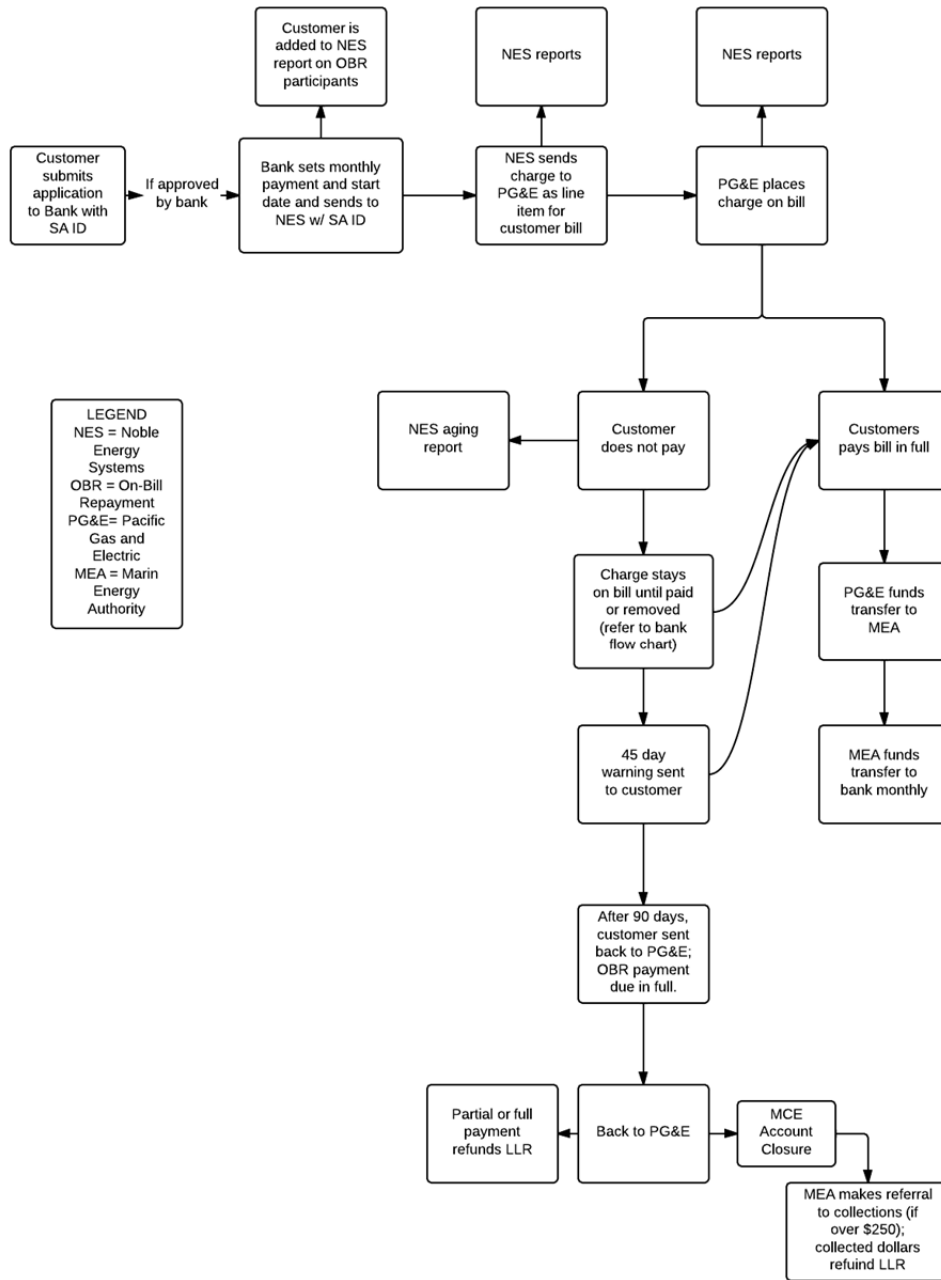 Customer is
added to NES
report on OBR
participants
NES reports
NES reports
Customer
submits
application
to Bank with
SA ID
If approved
by bank
Bank sets monthly
payment and start
date and sends to
NES w/ SA ID
NES sends
charge to
PG&E as line
item for
customer bill
PG&E places
charge on bill
LEGEND
NES = Noble
Energy
Systems
OBR = On-Bill
Repayment
PG&E= Pacific
Gas and
Electric
MEA = Marin
Energy
Authority
NES aging
report
Customer
does not pay
Customers
pays bill in full
Charge stays
on bill until paid
or removed
(refer to bank
flow chart)
PG&E funds
transfer to
MEA
45 day
warning sent
to customer
MEA funds
transfer to
bank monthly
After 90 days,
customer sent
back to PG&E;
OBR payment
due in full.
Partial or full
payment
refunds LLR
Back to PG&E
MCE
Account
Closure
MEA makes referral
to collections (if
over $250);
collected dollars
refuind LLR